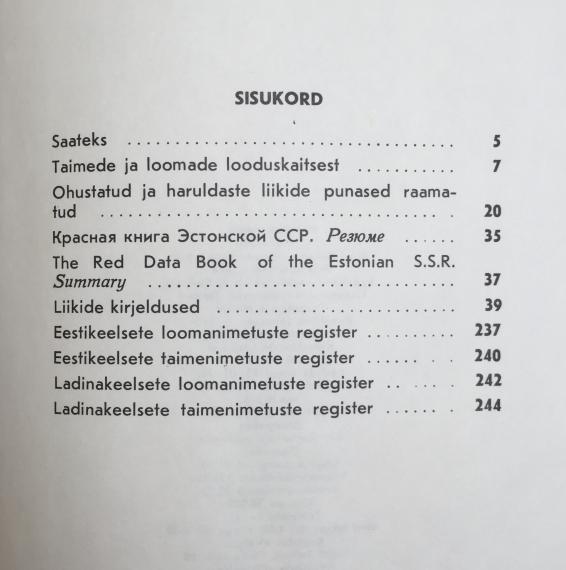 SISUKORD
Saateks .................................. 5
Taimede ja loomade looduskaitsest .......... 7
Ohustatud ja haruldaste liikide punased raama-
tud .................................. 20
Красная книга Эстонской ССР. Резюме ...... 35
The Red Data Book of the Estonian S.S.R.
Summary ................................ 37
Liikide kirjeldused ......................... 39
Eestikeelsete loomanimetuste register ......... 237
Eestikeelsete taimenimetuste register ......... 240
Ladinakeelsete loomanimetuste register ....... 242
Ladinakeelsete taimenimetuste register ....... 244